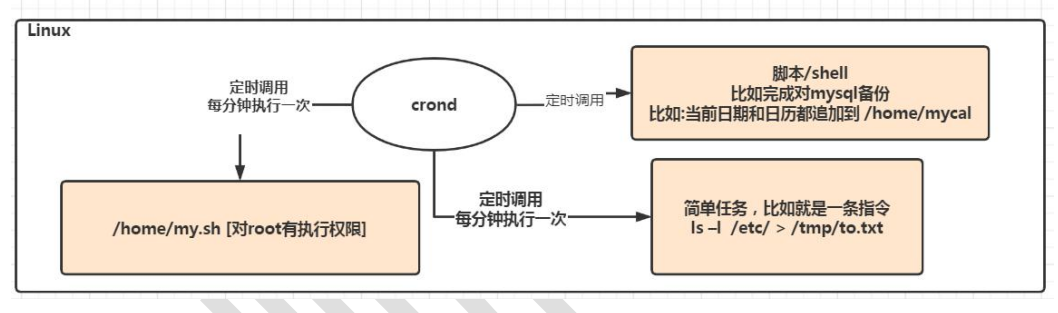 Linux
定时调用
每分钟执行一次
crond
定时调用
脚本/shell
比如完成对mysql备份
比如:当前日期和日历都追加到 /home/mycal
/home/my.sh [对root有执行权限]
定时调用
每分钟执行一次
简单任务，比如就是一条指令
ls –l /etc/ > /tmp/to.txt